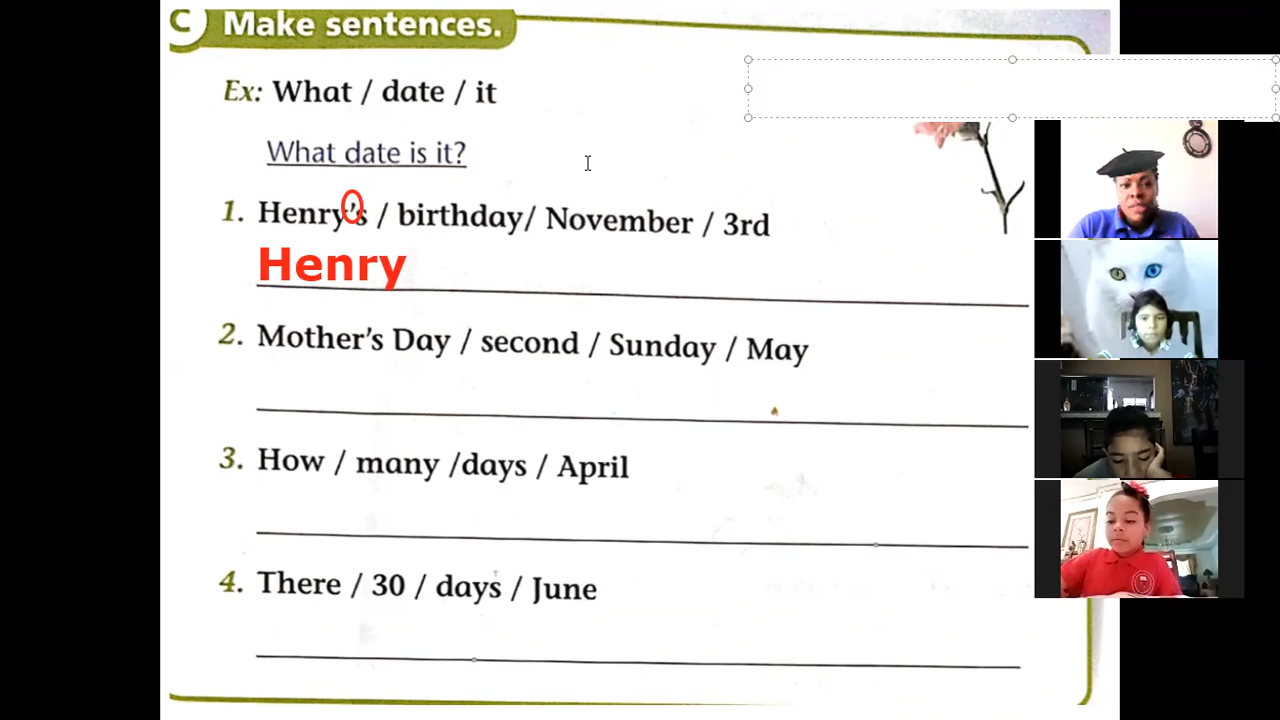 C Make sentences.
Ex: What / date / it
What date is it?
1. Henry's / birthday/ November / 3rd
Henry
2. Mother's Day / second / Sunday / May
3. How / many /days / April
4. There / 30 / days / June